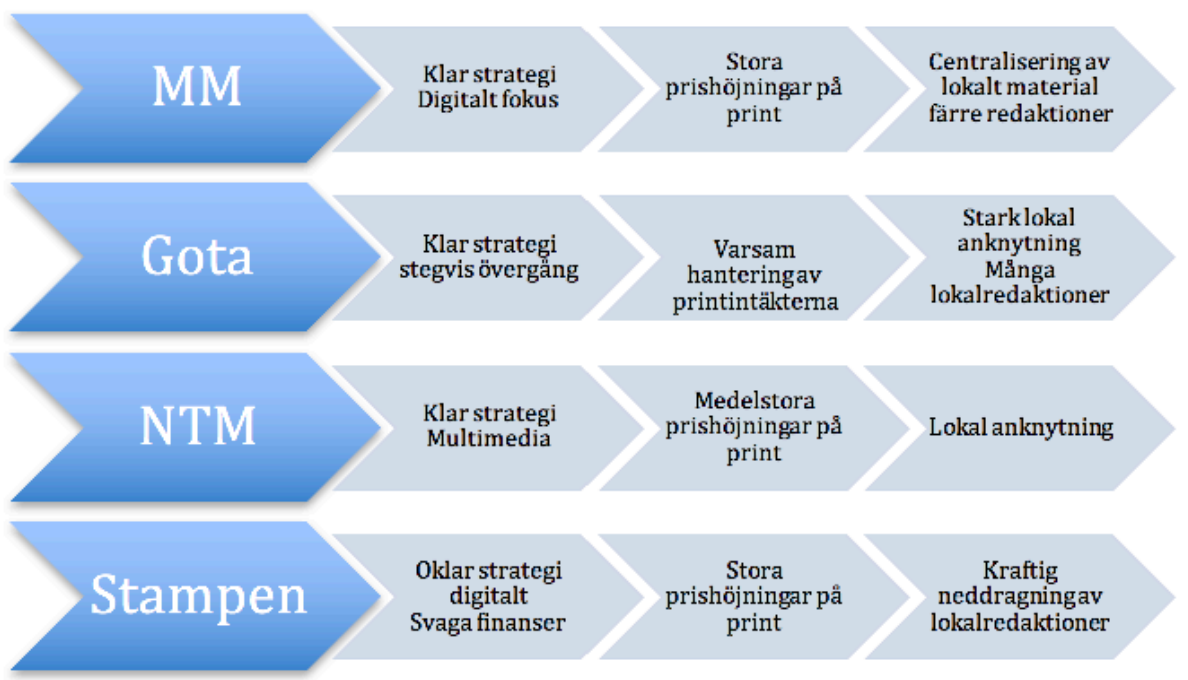 MM
Klar strategi
Digitalt fokus
Stora
prishöjningar på
print
Centralisering av
lokalt material
färre redaktioner
Gota
Klar strategi
stegvis övergång
Varsam
hantering av
printintäkterna
Stark lokal
anknytning
Många
lokalredaktioner
NTM
Klar strategi
Multimedia
Medelstora
prishöjningar på
print
Lokal anknytning
Stampen
Oklar strategi
digitalt
Svaga finanser
Stora
prishöjningar på
print
Kraftig
neddragning av
lokalredaktioner